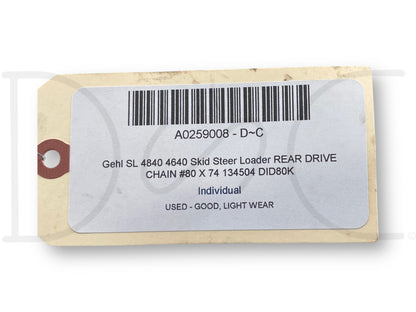 A0259008 - D~C
Gehl SL 4840 4640 Skid Steer Loader REAR DRIVE
CHAIN #80 X 74 134504 DID80K
Individual
USED - GOOD, LIGHT WEAR